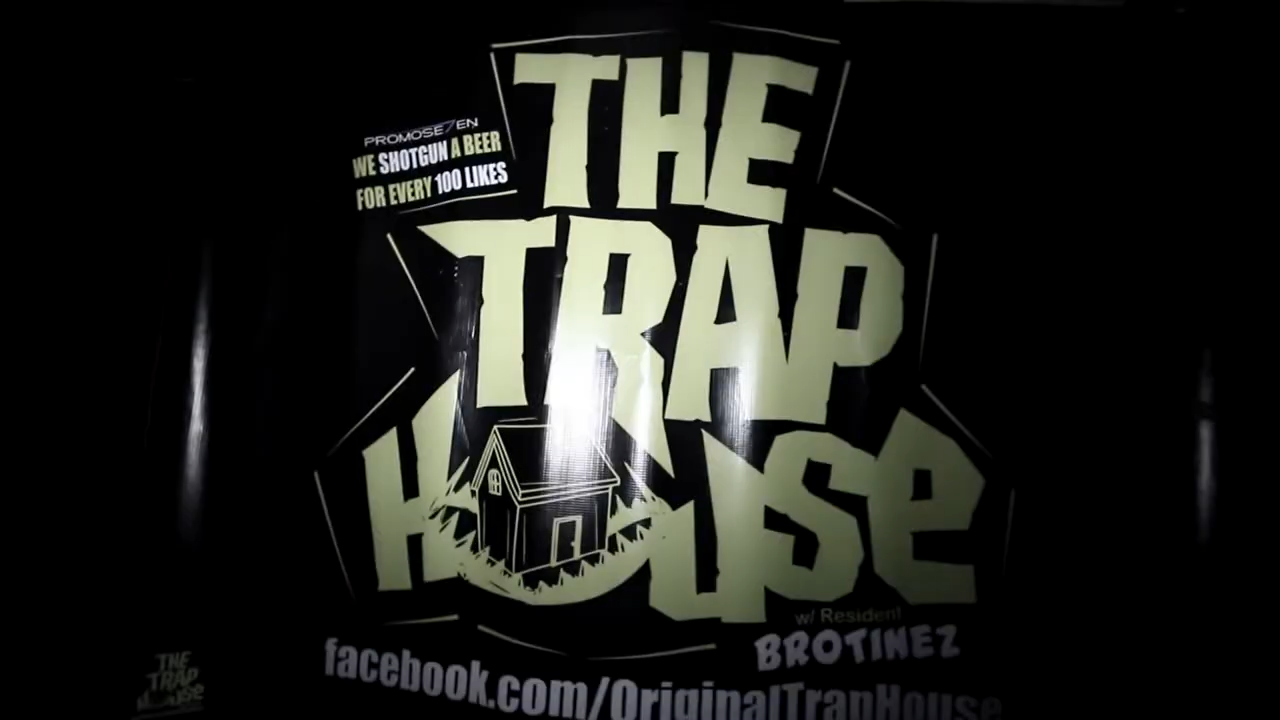 PROMOSE7EN
WE SHOTGUN A BEER
FOR EVERY 100 LIKES
THE
TRAP
HOUSE
w/ Resident
BROTINEZ
facebook.com/OriginalTrapHouse
THE
TRAP
HOUSE